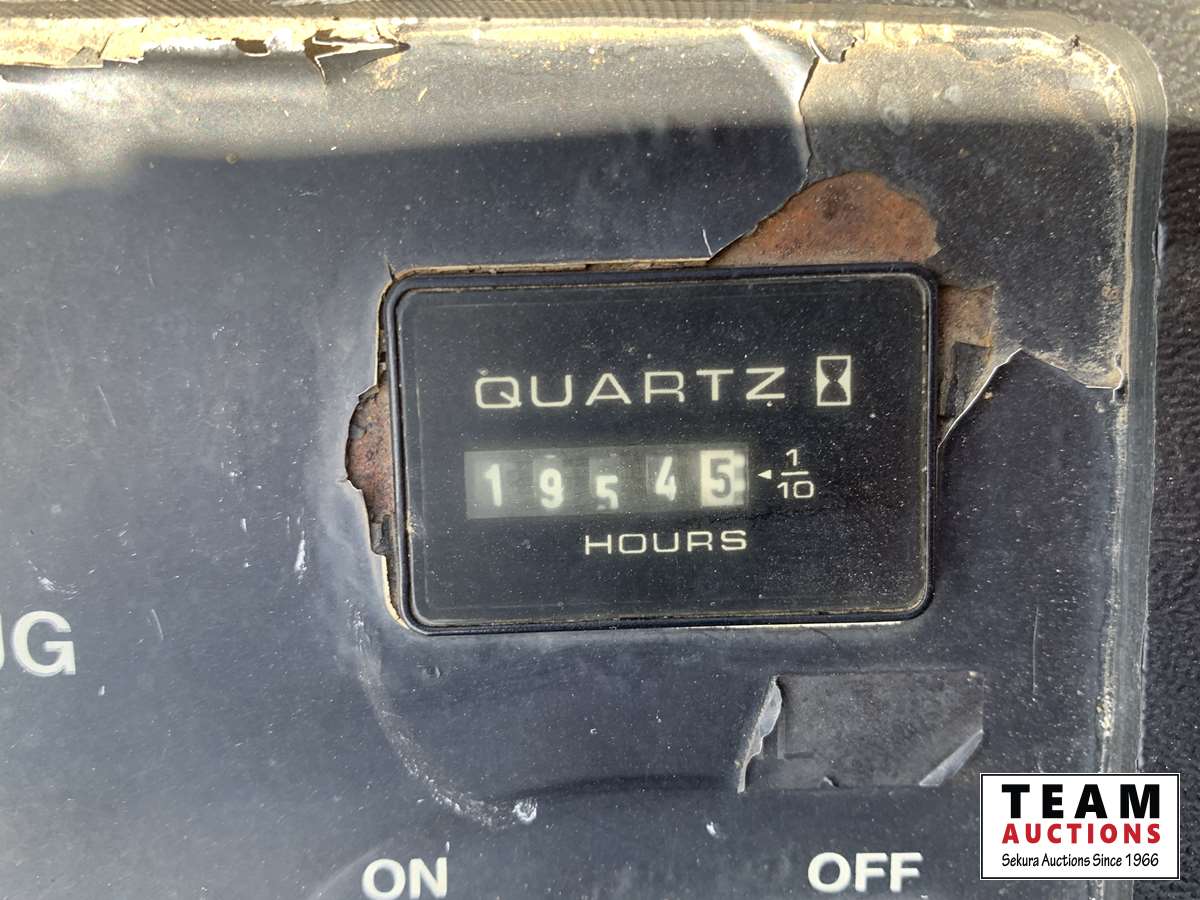 QUARTZ
19545 1/10
HOURS
UG
ON OFF
TEAM
AUCTIONS
Sekura Auctions Since 1966